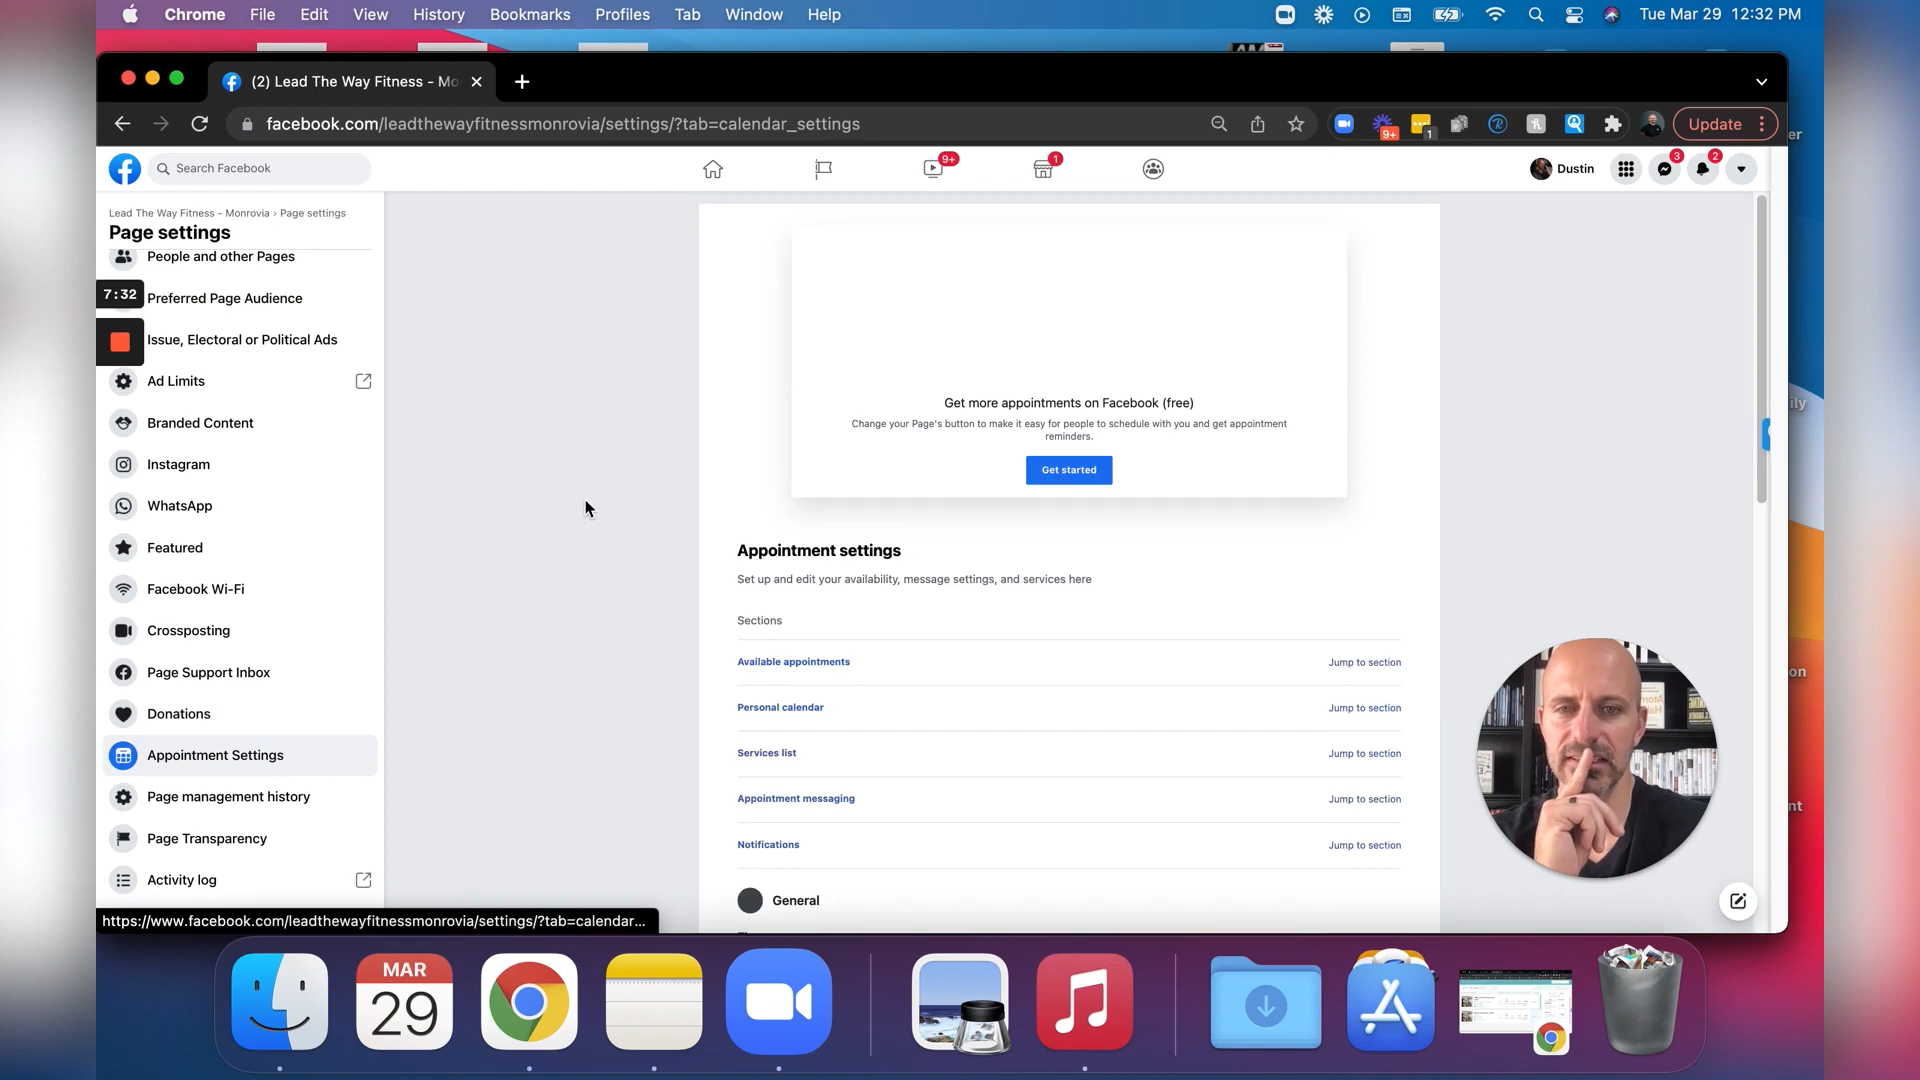 Chrome File Edit View History Bookmarks Profiles Tab Window Help
Tue Mar 29 12:32 PM
(2) Lead The Way Fitness - Mo
facebook.com/leadthewayfitnessmonrovia/settings/?tab=calendar_settings
9+
1
Update
er
Search Facebook
9+
1
Dustin
3
2
Lead The Way Fitness - Monrovia › Page settings
Page settings
People and other Pages
7:32
Preferred Page Audience
Issue, Electoral or Political Ads
Ad Limits
Branded Content
Instagram
WhatsApp
Featured
Facebook Wi-Fi
Crossposting
Page Support Inbox
Donations
Appointment Settings
Page management history
Page Transparency
Activity log
https://www.facebook.com/leadthewayfitnessmonrovia/settings/?tab=calendar...
Get more appointments on Facebook (free)
Change your Page's button to make it easy for people to schedule with you and get appointment
reminders.
Get started
Appointment settings
Set up and edit your availability, message settings, and services here
Sections
Available appointments Jump to section
Personal calendar Jump to section
Services list Jump to section
Appointment messaging Jump to section
Notifications Jump to section
General
ily
on
nt
MAR
29